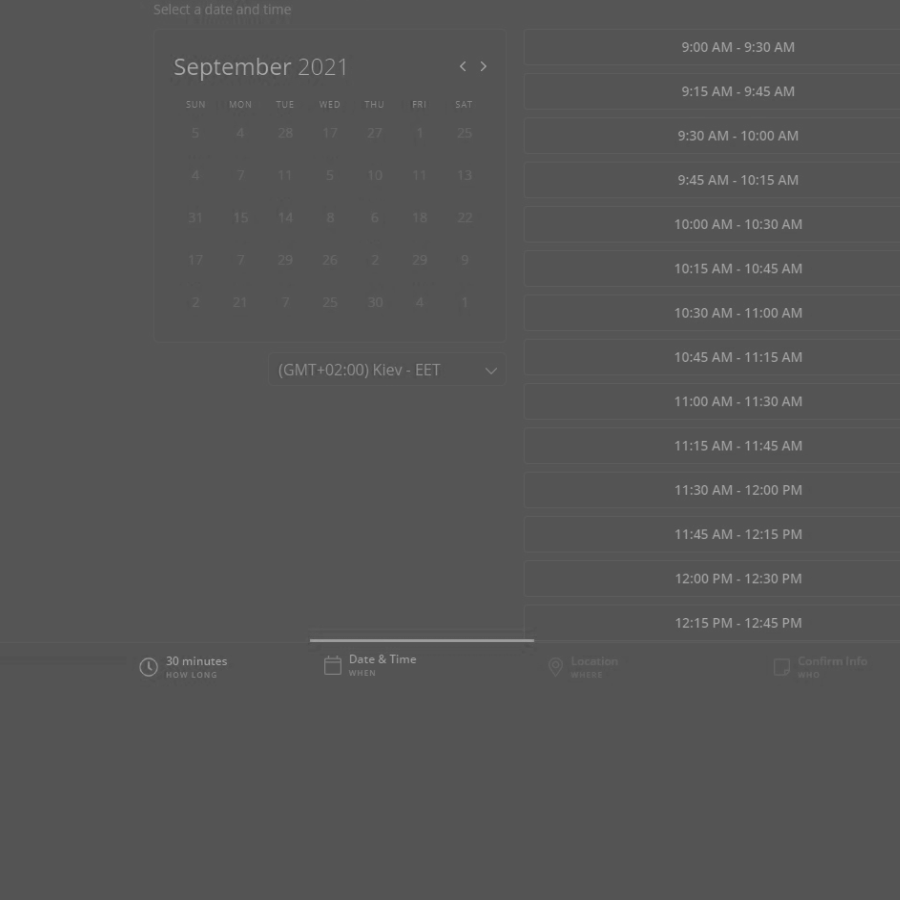 Select a date and time
September 2021
SUN MON TUE WED THU FRI SAT
5 4 28 17 27 1 25
4 7 11 5 10 11 13
31 15 14 8 6 18 22
17 7 29 26 2 29 9
2 21 7 25 30 4 1
(GMT+02:00) Kiev - EET
9:00 AM - 9:30 AM
9:15 AM - 9:45 AM
9:30 AM - 10:00 AM
9:45 AM - 10:15 AM
10:00 AM - 10:30 AM
10:15 AM - 10:45 AM
10:30 AM - 11:00 AM
10:45 AM - 11:15 AM
11:00 AM - 11:30 AM
11:15 AM - 11:45 AM
11:30 AM - 12:00 PM
11:45 AM - 12:15 PM
12:00 PM - 12:30 PM
12:15 PM - 12:45 PM
30 minutes
HOW LONG
Date & Time
WHEN
Location
WHERE
Confirm Info
WHO